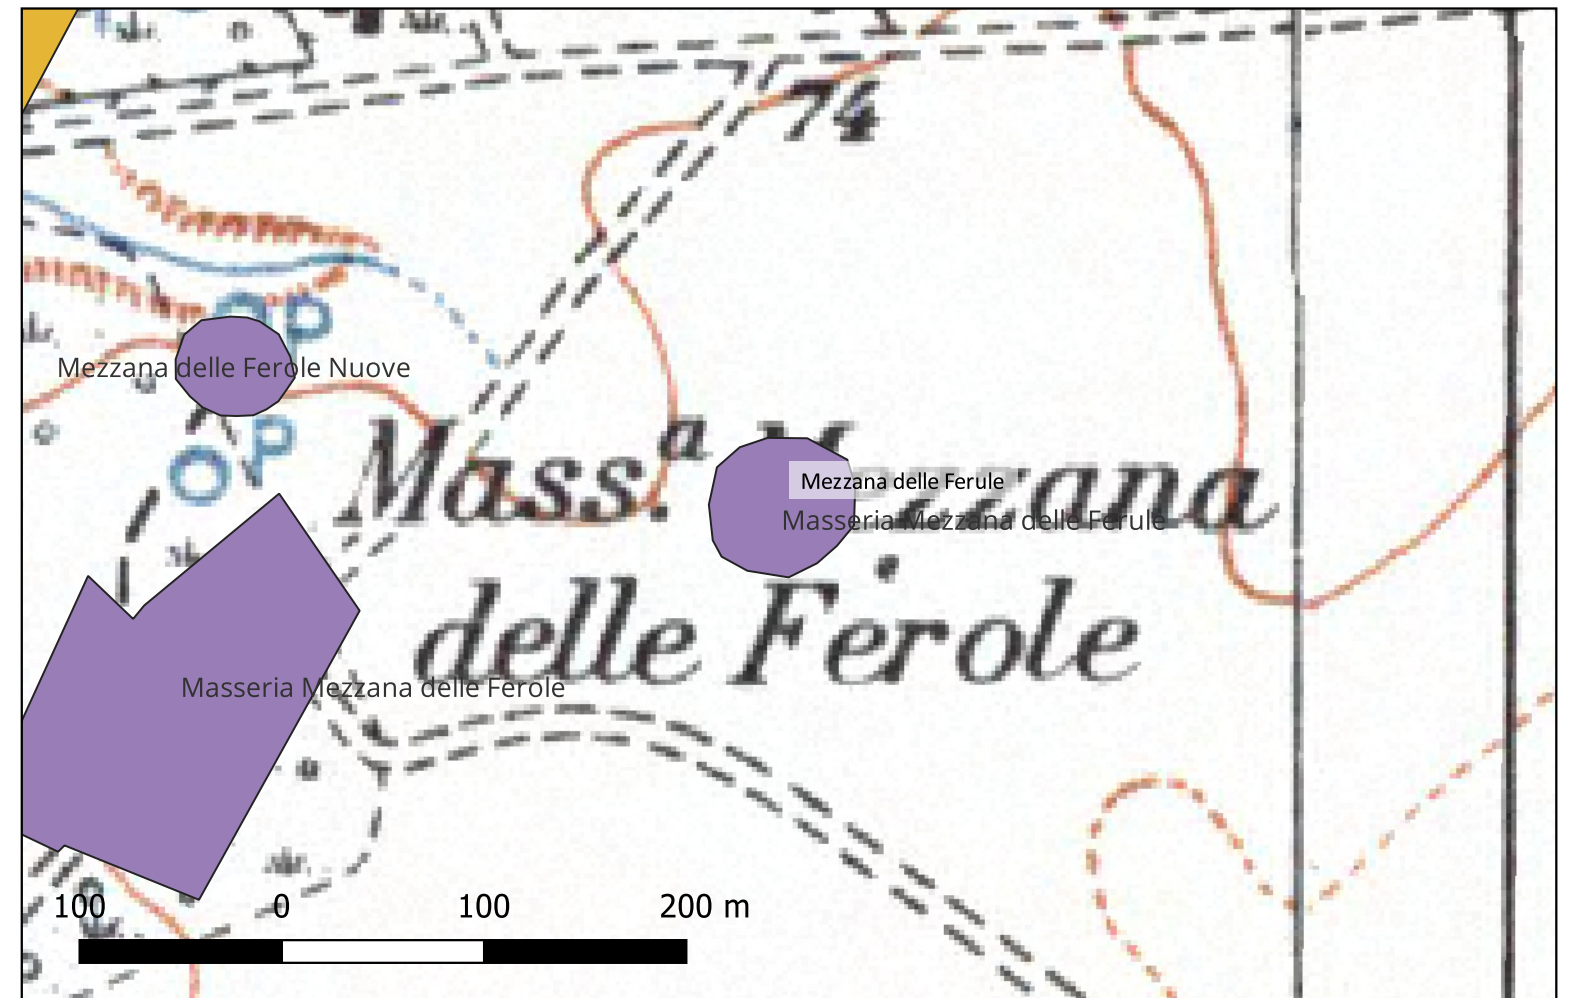 74
P
Mezzana delle Ferole Nuove
P
Mass.a Mezzana
Mezzana delle Ferule
Masseria Mezzana delle Ferule
delle Ferole
Masseria Mezzana delle Ferole
100 0 100 200 m